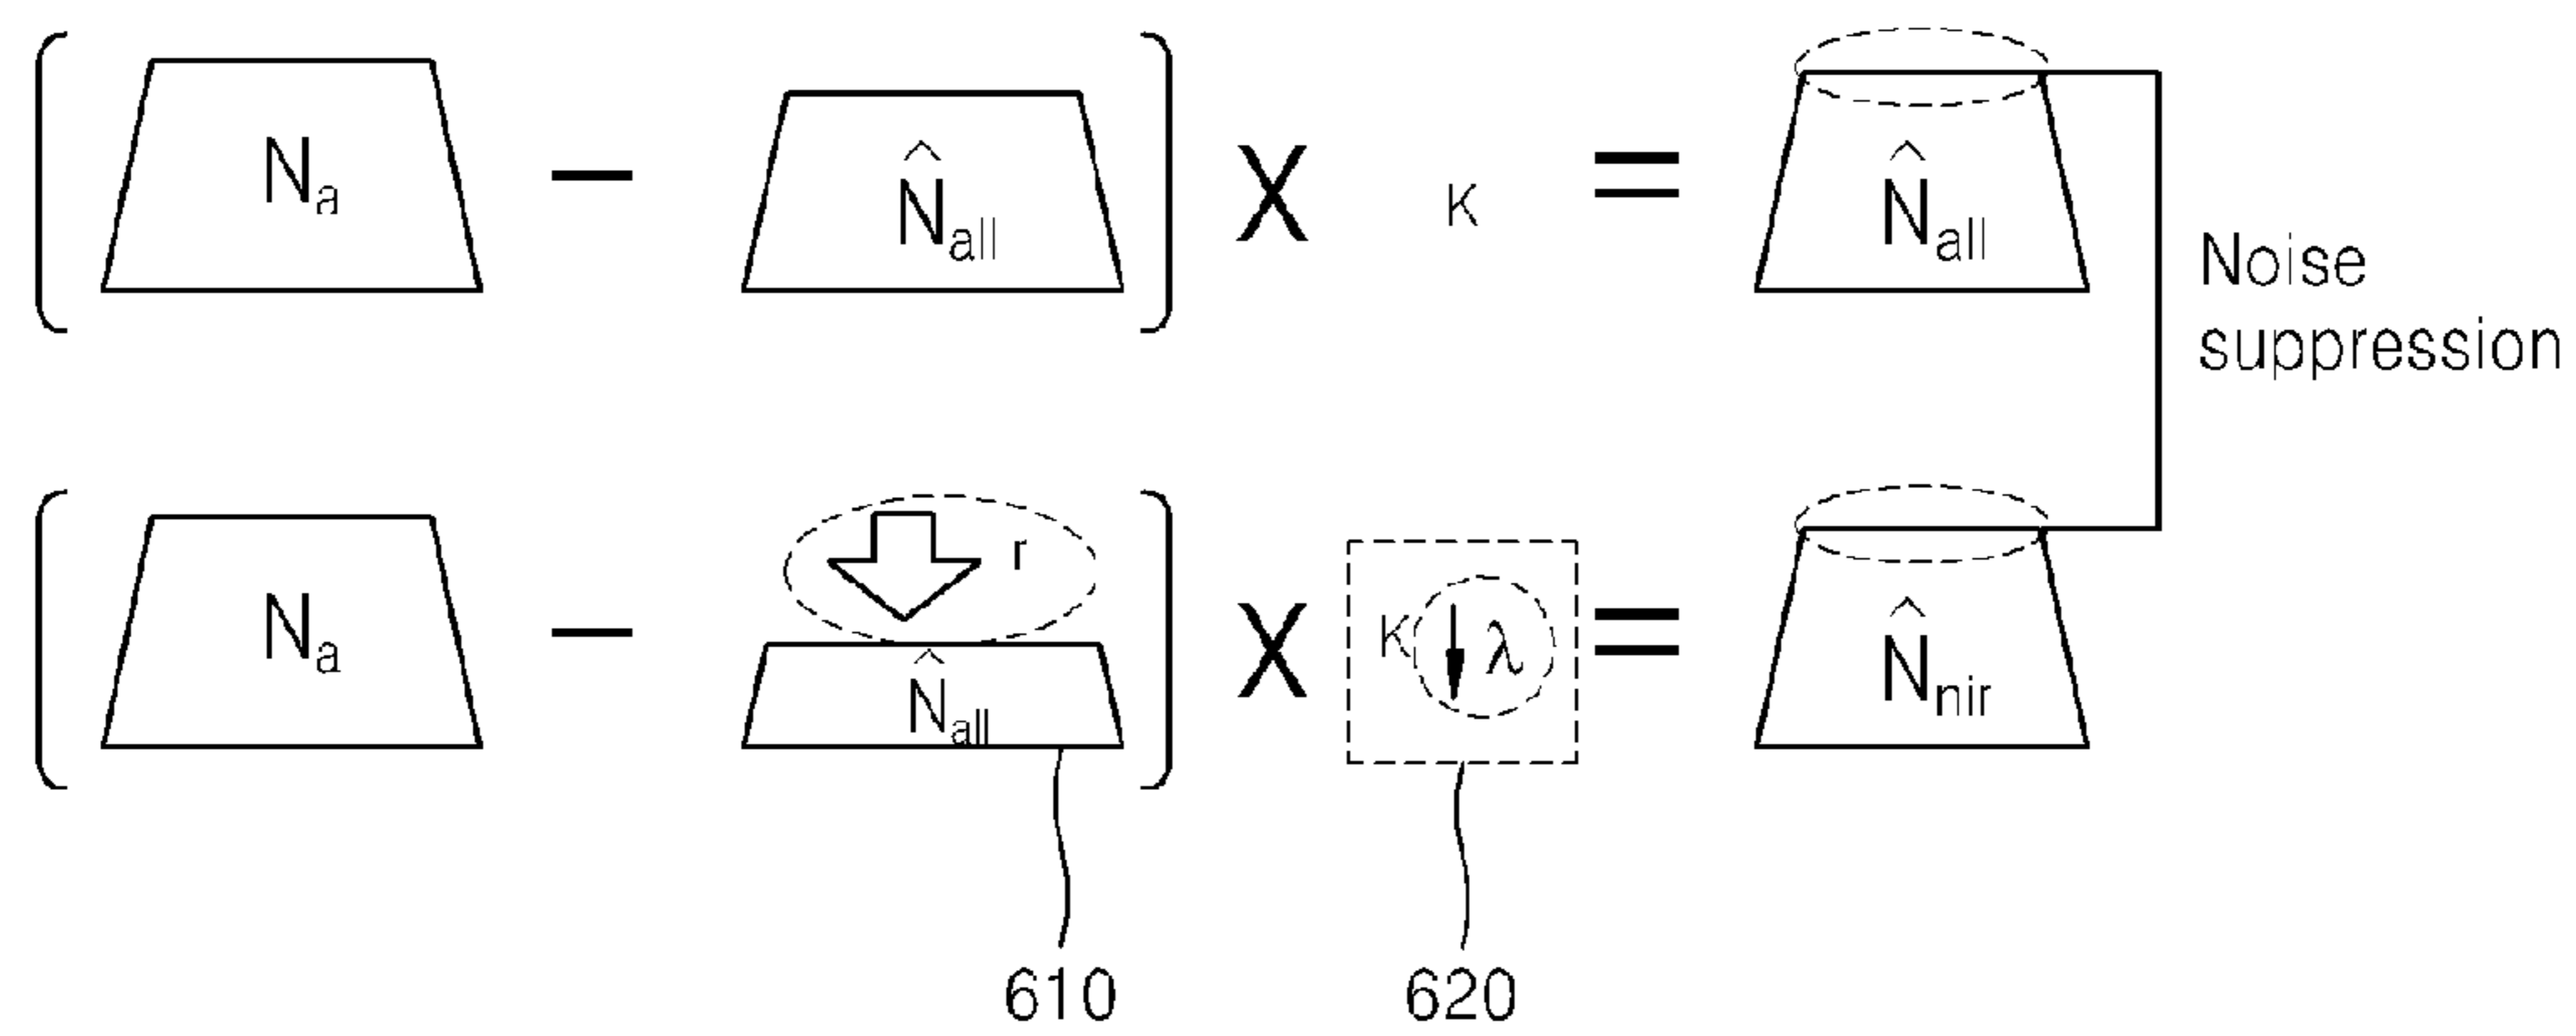 ( Nₐ − N̂ₐₗₗ ) X K = N̂ₐₗₗ
Noise
suppression
( Nₐ − r N̂ₐₗₗ ) X K ↓ λ = N̂ₙᵢᵣ
610 620